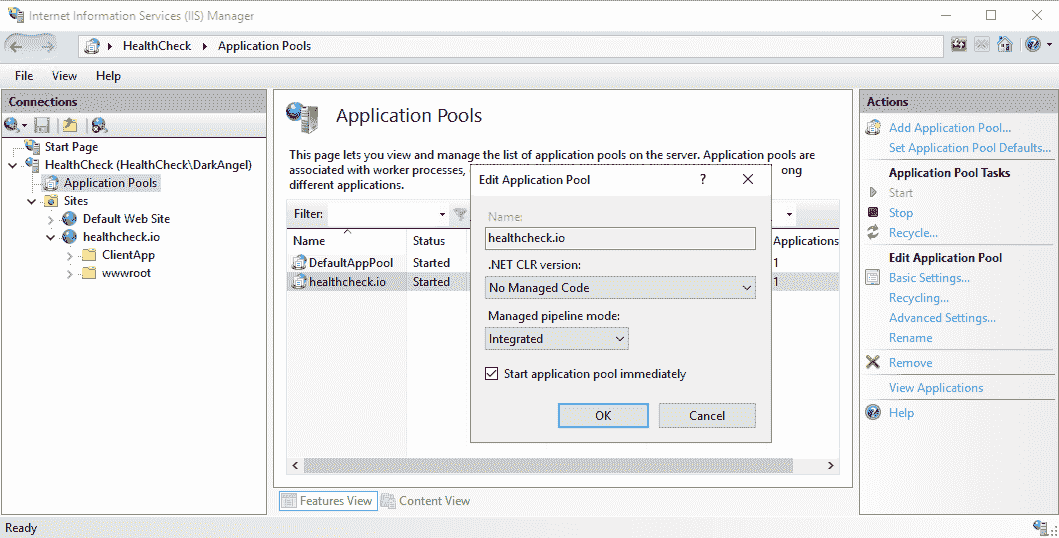 Internet Information Services (IIS) Manager
HealthCheck
Application Pools
File View Help
Connections
Start Page
HealthCheck (HealthCheck\DarkAngel)
Application Pools
Sites
Default Web Site
healthcheck.io
ClientApp
wwwroot
Application Pools
This page lets you view and manage the list of application pools on the server. Application pools are
associated with worker processes,
ong
different applications.
Filter:
Name Status Applications
DefaultAppPool Started 1
healthcheck.io Started 1
Edit Application Pool ?
Name:
healthcheck.io
.NET CLR version:
No Managed Code
Managed pipeline mode:
Integrated
Start application pool immediately
OK Cancel
Features View Content View
Actions
Add Application Pool...
Set Application Pool Defaults...
Application Pool Tasks
Start
Stop
Recycle...
Edit Application Pool
Basic Settings...
Recycling...
Advanced Settings...
Rename
Remove
View Applications
Help
Ready